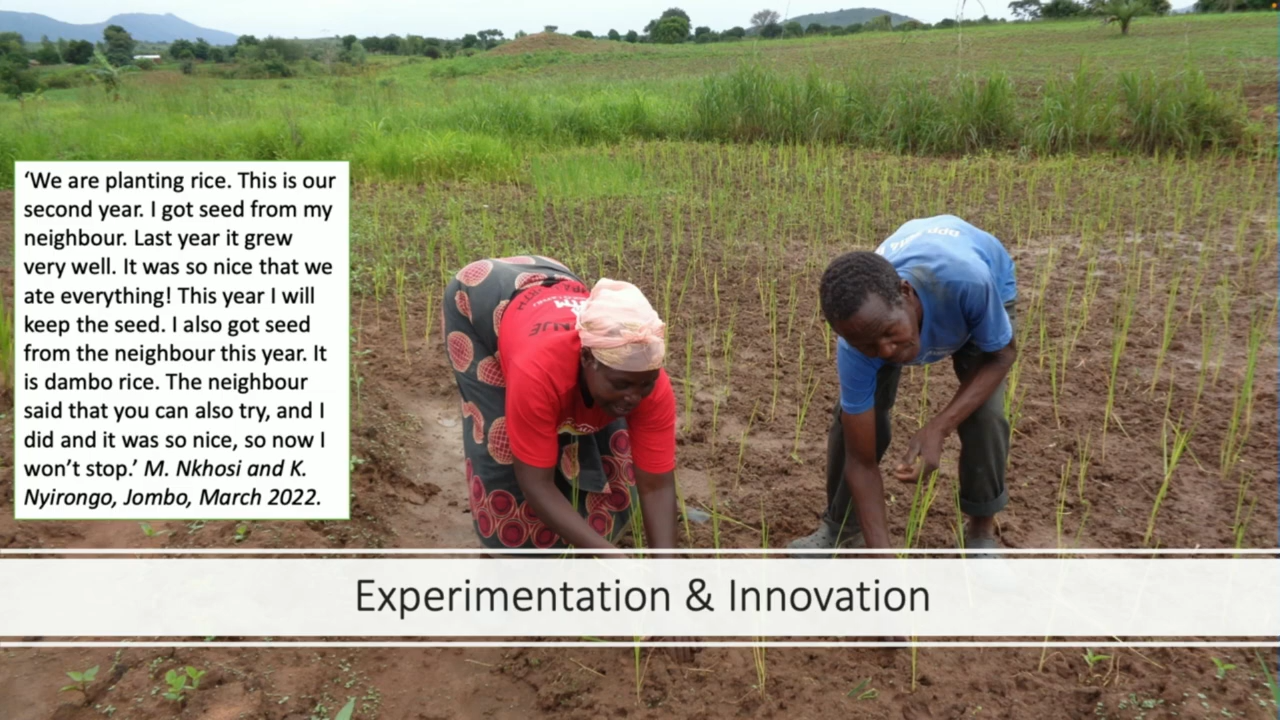 ‘We are planting rice. This is our
second year. I got seed from my
neighbour. Last year it grew
very well. It was so nice that we
ate everything! This year I will
keep the seed. I also got seed
from the neighbour this year. It
is dambo rice. The neighbour
said that you can also try, and I
did and it was so nice, so now I
won’t stop.’ M. Nkhosi and K.
Nyirongo, Jombo, March 2022.
Experimentation & Innovation